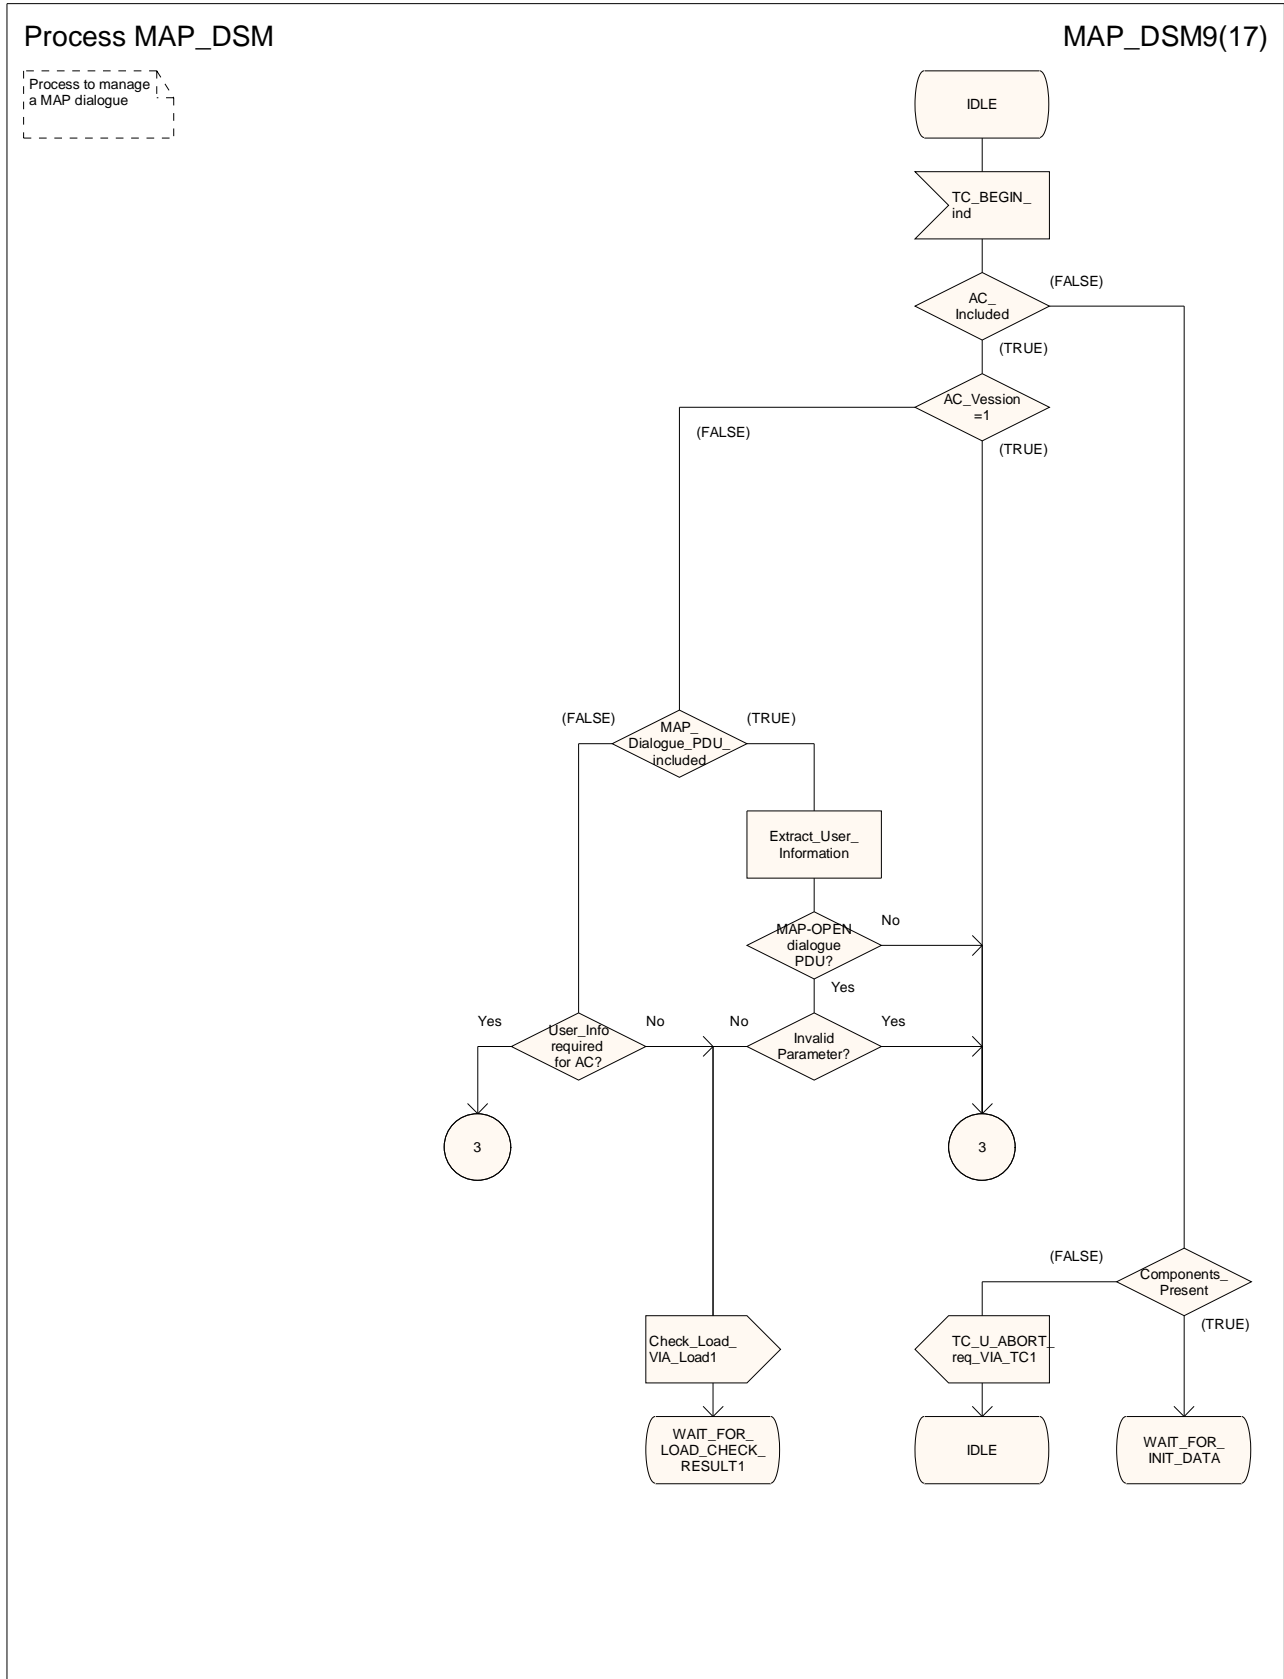 Process MAP_DSM
MAP_DSM9(17)
Process to manage
a MAP dialogue
IDLE
TC_BEGIN_
ind
AC_
Included
(FALSE)
(TRUE)
AC_Vession
=1
(FALSE)
(TRUE)
(FALSE)
MAP_
Dialogue_PDU_
included
(TRUE)
Extract_User_
Information
MAP-OPEN
dialogue
PDU?
No
Yes
Yes
User_Info
required
for AC?
No
No
Invalid
Parameter?
Yes
3
3
(FALSE)
Components_
Present
(TRUE)
Check_Load_
VIA_Load1
TC_U_ABORT_
req_VIA_TC1
WAIT_FOR_
LOAD_CHECK_
RESULT1
IDLE
WAIT_FOR_
INIT_DATA